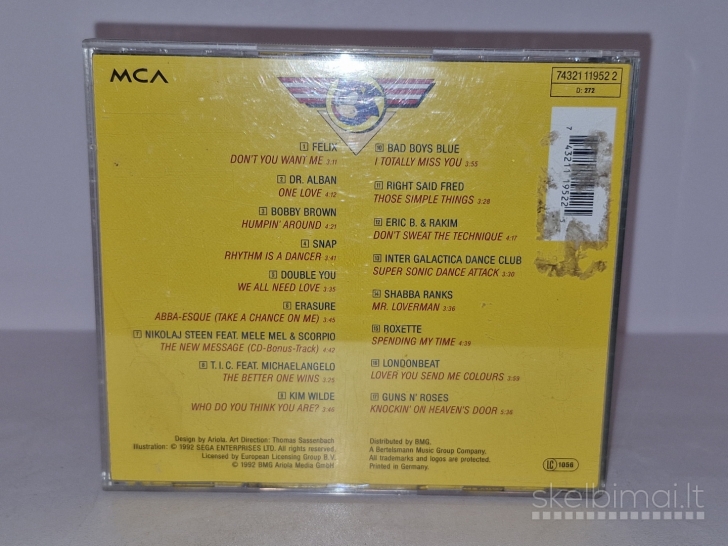 MCA
74321 11952 2
D: 272
7 43211 19522 1
1 FELIX
DON'T YOU WANT ME 3:11
2 DR. ALBAN
ONE LOVE 4:12
3 BOBBY BROWN
HUMPIN' AROUND 4:21
4 SNAP
RHYTHM IS A DANCER 3:41
5 DOUBLE YOU
WE ALL NEED LOVE 3:35
6 ERASURE
ABBA-ESQUE (TAKE A CHANCE ON ME) 3:45
7 NIKOLAJ STEEN FEAT. MELE MEL & SCORPIO
THE NEW MESSAGE (CD-Bonus-Track) 4:42
8 T.I.C. FEAT. MICHAELANGELO
THE BETTER ONE WINS 3:25
9 KIM WILDE
WHO DO YOU THINK YOU ARE? 3:46
10 BAD BOYS BLUE
I TOTALLY MISS YOU 3:55
11 RIGHT SAID FRED
THOSE SIMPLE THINGS 3:28
12 ERIC B. & RAKIM
DON'T SWEAT THE TECHNIQUE 4:17
13 INTER GALACTICA DANCE CLUB
SUPER SONIC DANCE ATTACK 3:30
14 SHABBA RANKS
MR. LOVERMAN 3:36
15 ROXETTE
SPENDING MY TIME 4:39
16 LONDONBEAT
LOVER YOU SEND ME COLOURS 3:59
17 GUNS N' ROSES
KNOCKIN' ON HEAVEN'S DOOR 5:36
Design by Ariola. Art Direction: Thomas Sassenbach
Illustration: © 1992 SEGA ENTERPRISES LTD. All rights reserved.
Licensed by European Licensing Group B.V.
© 1992 BMG Ariola Media GmbH
Distributed by BMG.
A Bertelsmann Music Group Company.
All trademarks and logos are protected.
Printed in Germany.
LC 1056
skelbimai.lt